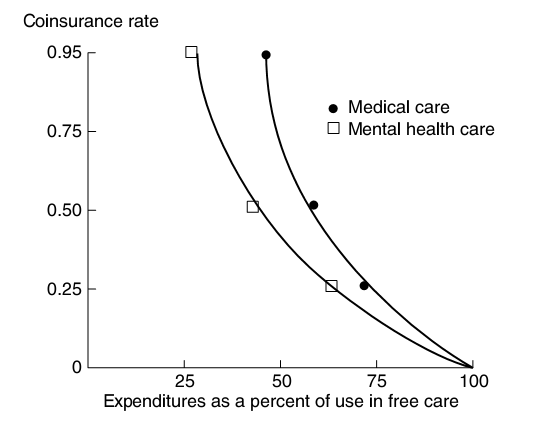 Coinsurance rate
0.95
Medical care
0.75
Mental health care
0.50
0.25
0
25 50 75 100
Expenditures as a percent of use in free care